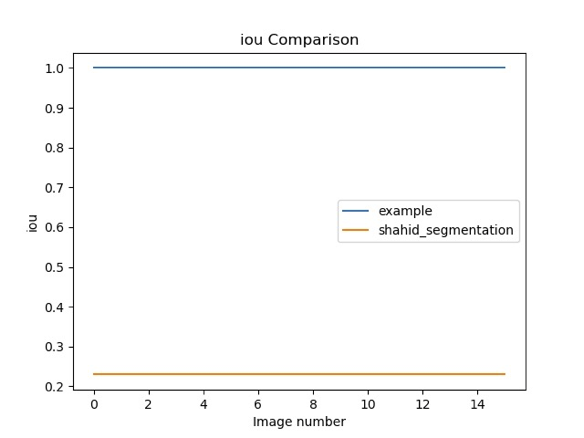 iou Comparison
1.0
0.9
0.8
0.7
0.6
0.5
0.4
0.3
0.2
iou
example
shahid_segmentation
0 2 4 6 8 10 12 14
Image number